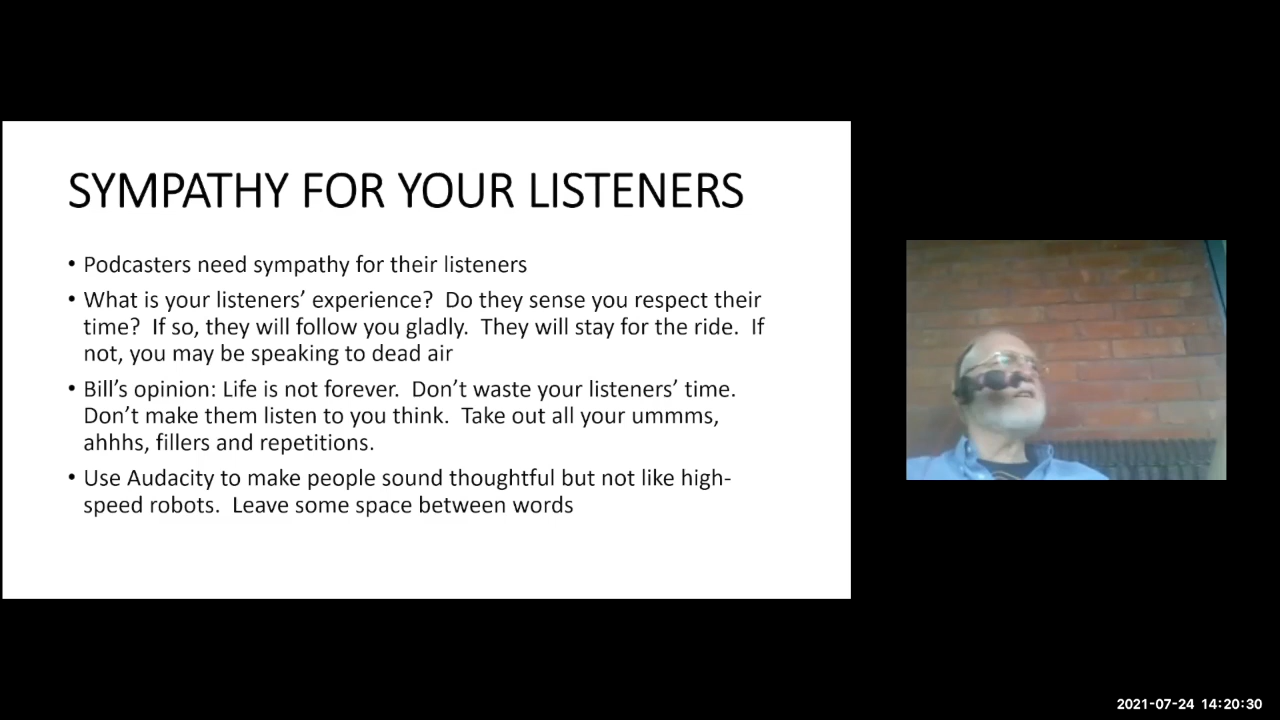 SYMPATHY FOR YOUR LISTENERS
• Podcasters need sympathy for their listeners
• What is your listeners’ experience?  Do they sense you respect their
time?  If so, they will follow you gladly.  They will stay for the ride.  If
not, you may be speaking to dead air
• Bill’s opinion: Life is not forever.  Don’t waste your listeners’ time.
Don’t make them listen to you think.  Take out all your ummms,
ahhhs, fillers and repetitions.
• Use Audacity to make people sound thoughtful but not like high-
speed robots.  Leave some space between words
2021-07-24 14:20:30